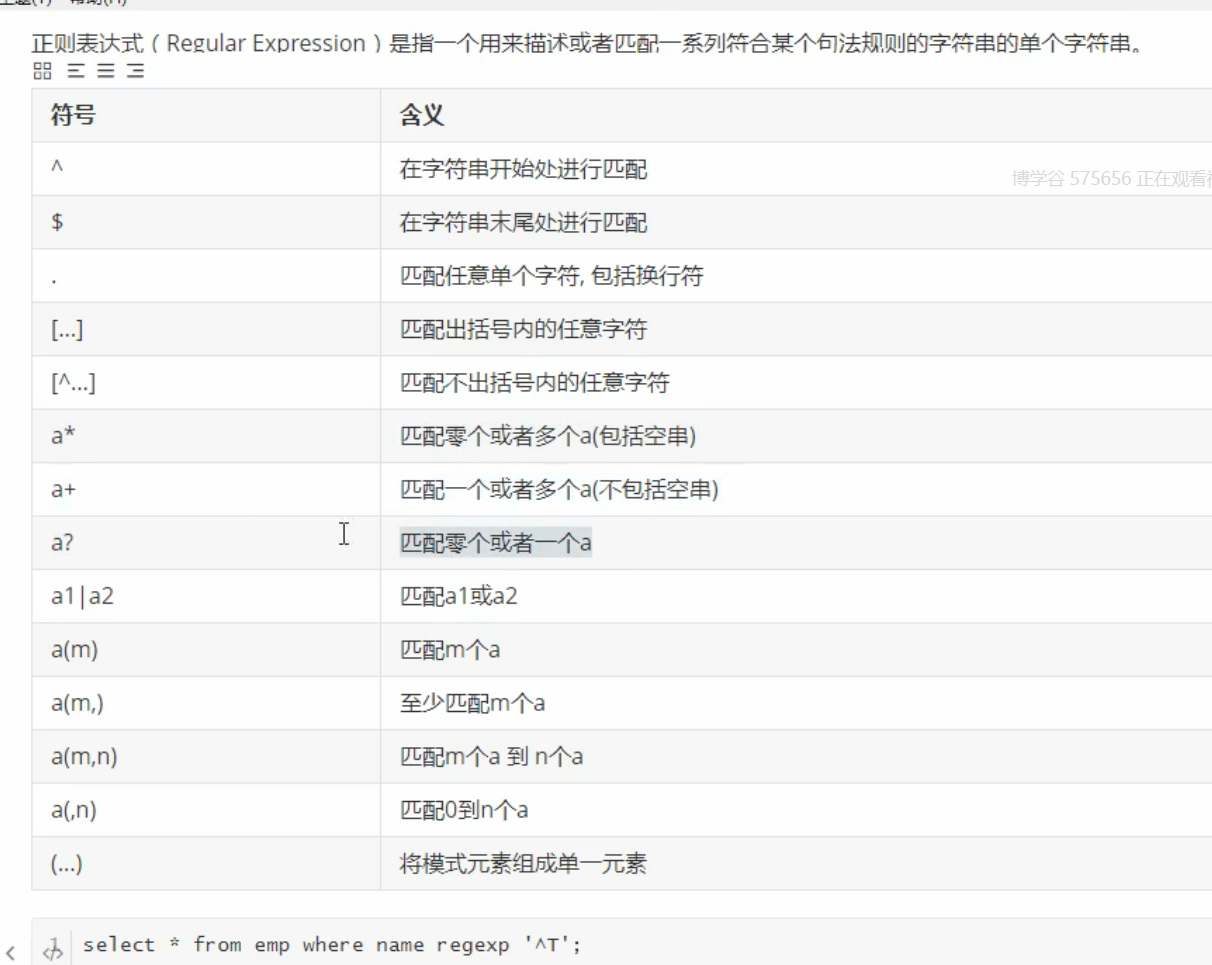 正则表达式（Regular Expression）是指一个用来描述或者匹配一系列符合某个句法规则的字符串的单个字符串。
符号 含义
^ 在字符串开始处进行匹配
$ 在字符串末尾处进行匹配
. 匹配任意单个字符, 包括换行符
[...] 匹配出括号内的任意字符
[^...] 匹配不出括号内的任意字符
a* 匹配零个或者多个a(包括空串)
a+ 匹配一个或者多个a(不包括空串)
a? 匹配零个或者一个a
a1|a2 匹配a1或a2
a(m) 匹配m个a
a(m,) 至少匹配m个a
a(m,n) 匹配m个a 到 n个a
a(,n) 匹配0到n个a
(...) 将模式元素组成单一元素
博学谷 575656 正在观看
1 select * from emp where name regexp '^T';